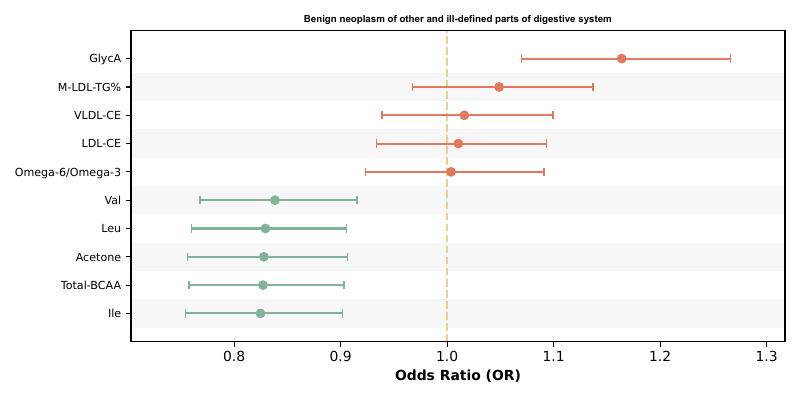 Benign neoplasm of other and ill-defined parts of digestive system
GlycA
M-LDL-TG%
VLDL-CE
LDL-CE
Omega-6/Omega-3
Val
Leu
Acetone
Total-BCAA
Ile
0.8 0.9 1.0 1.1 1.2 1.3
Odds Ratio (OR)